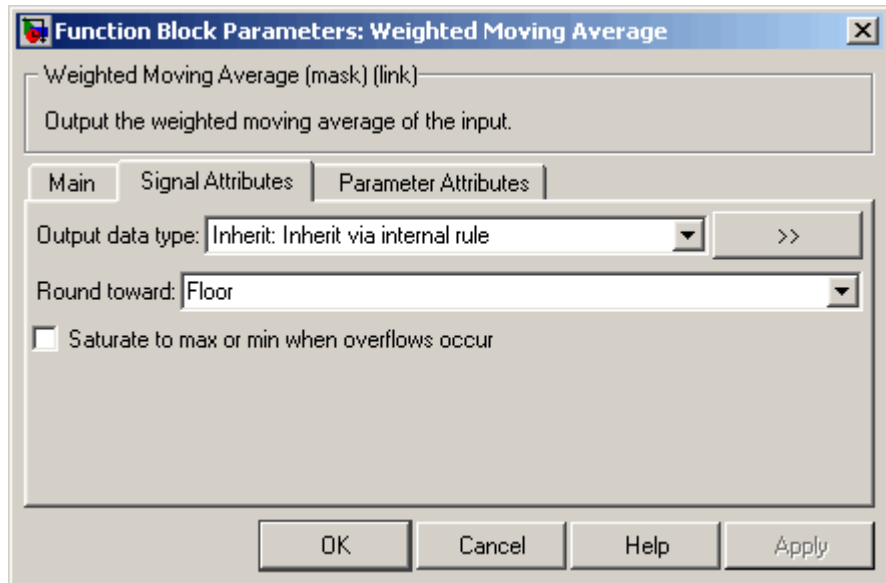 Function Block Parameters: Weighted Moving Average
Weighted Moving Average (mask) (link)
Output the weighted moving average of the input.
Main Signal Attributes Parameter Attributes
Output data type: Inherit: Inherit via internal rule >>
Round toward: Floor
Saturate to max or min when overflows occur
OK Cancel Help Apply